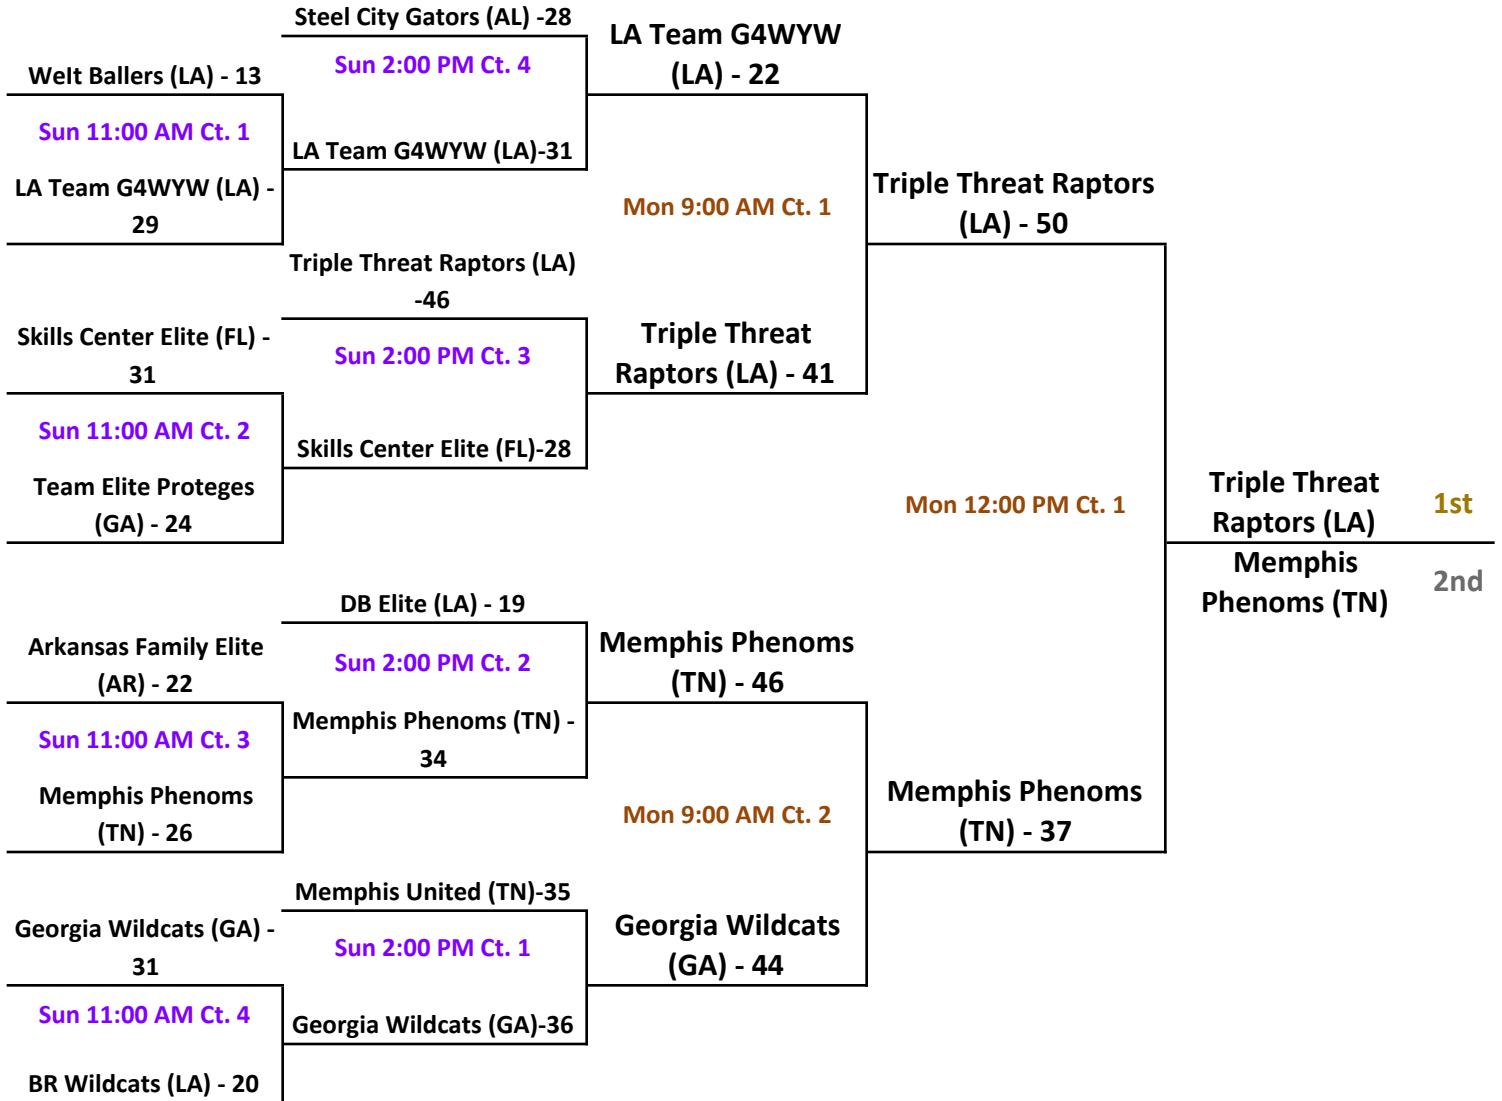 Steel City Gators (AL) -28
Sun 2:00 PM Ct. 4
LA Team G4WYW (LA)-31
Welt Ballers (LA) - 13
Sun 11:00 AM Ct. 1
LA Team G4WYW (LA) -
29
LA Team G4WYW
(LA) - 22
Mon 9:00 AM Ct. 1
Triple Threat
Raptors (LA) - 41
Triple Threat Raptors (LA)
-46
Sun 2:00 PM Ct. 3
Skills Center Elite (FL)-28
Skills Center Elite (FL) -
31
Sun 11:00 AM Ct. 2
Team Elite Proteges
(GA) - 24
Triple Threat Raptors
(LA) - 50
Mon 12:00 PM Ct. 1
Memphis Phenoms
(TN) - 37
Triple Threat
Raptors (LA)
1st
Memphis
Phenoms (TN)
2nd
DB Elite (LA) - 19
Sun 2:00 PM Ct. 2
Memphis Phenoms (TN) -
34
Arkansas Family Elite
(AR) - 22
Sun 11:00 AM Ct. 3
Memphis Phenoms
(TN) - 26
Memphis Phenoms
(TN) - 46
Mon 9:00 AM Ct. 2
Georgia Wildcats
(GA) - 44
Memphis United (TN)-35
Sun 2:00 PM Ct. 1
Georgia Wildcats (GA)-36
Georgia Wildcats (GA) -
31
Sun 11:00 AM Ct. 4
BR Wildcats (LA) - 20